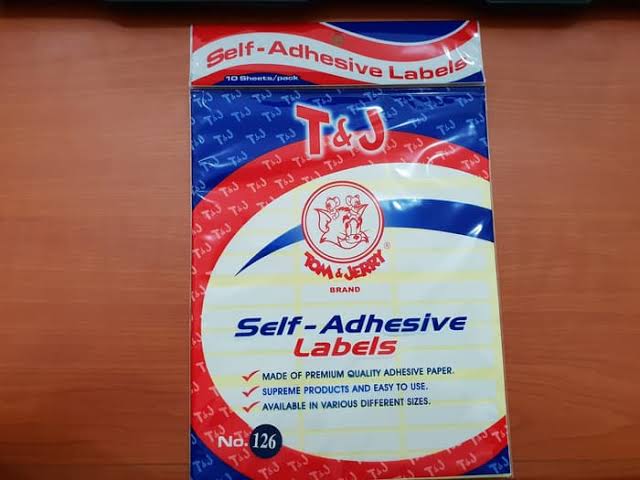 Self-Adhesive Labels
10 Sheets/pack
T&J
TOM & JERRY®
BRAND
Self-Adhesive
Labels
✓ MADE OF PREMIUM QUALITY ADHESIVE PAPER.
✓ SUPREME PRODUCTS AND EASY TO USE.
✓ AVAILABLE IN VARIOUS DIFFERENT SIZES.
No. 126